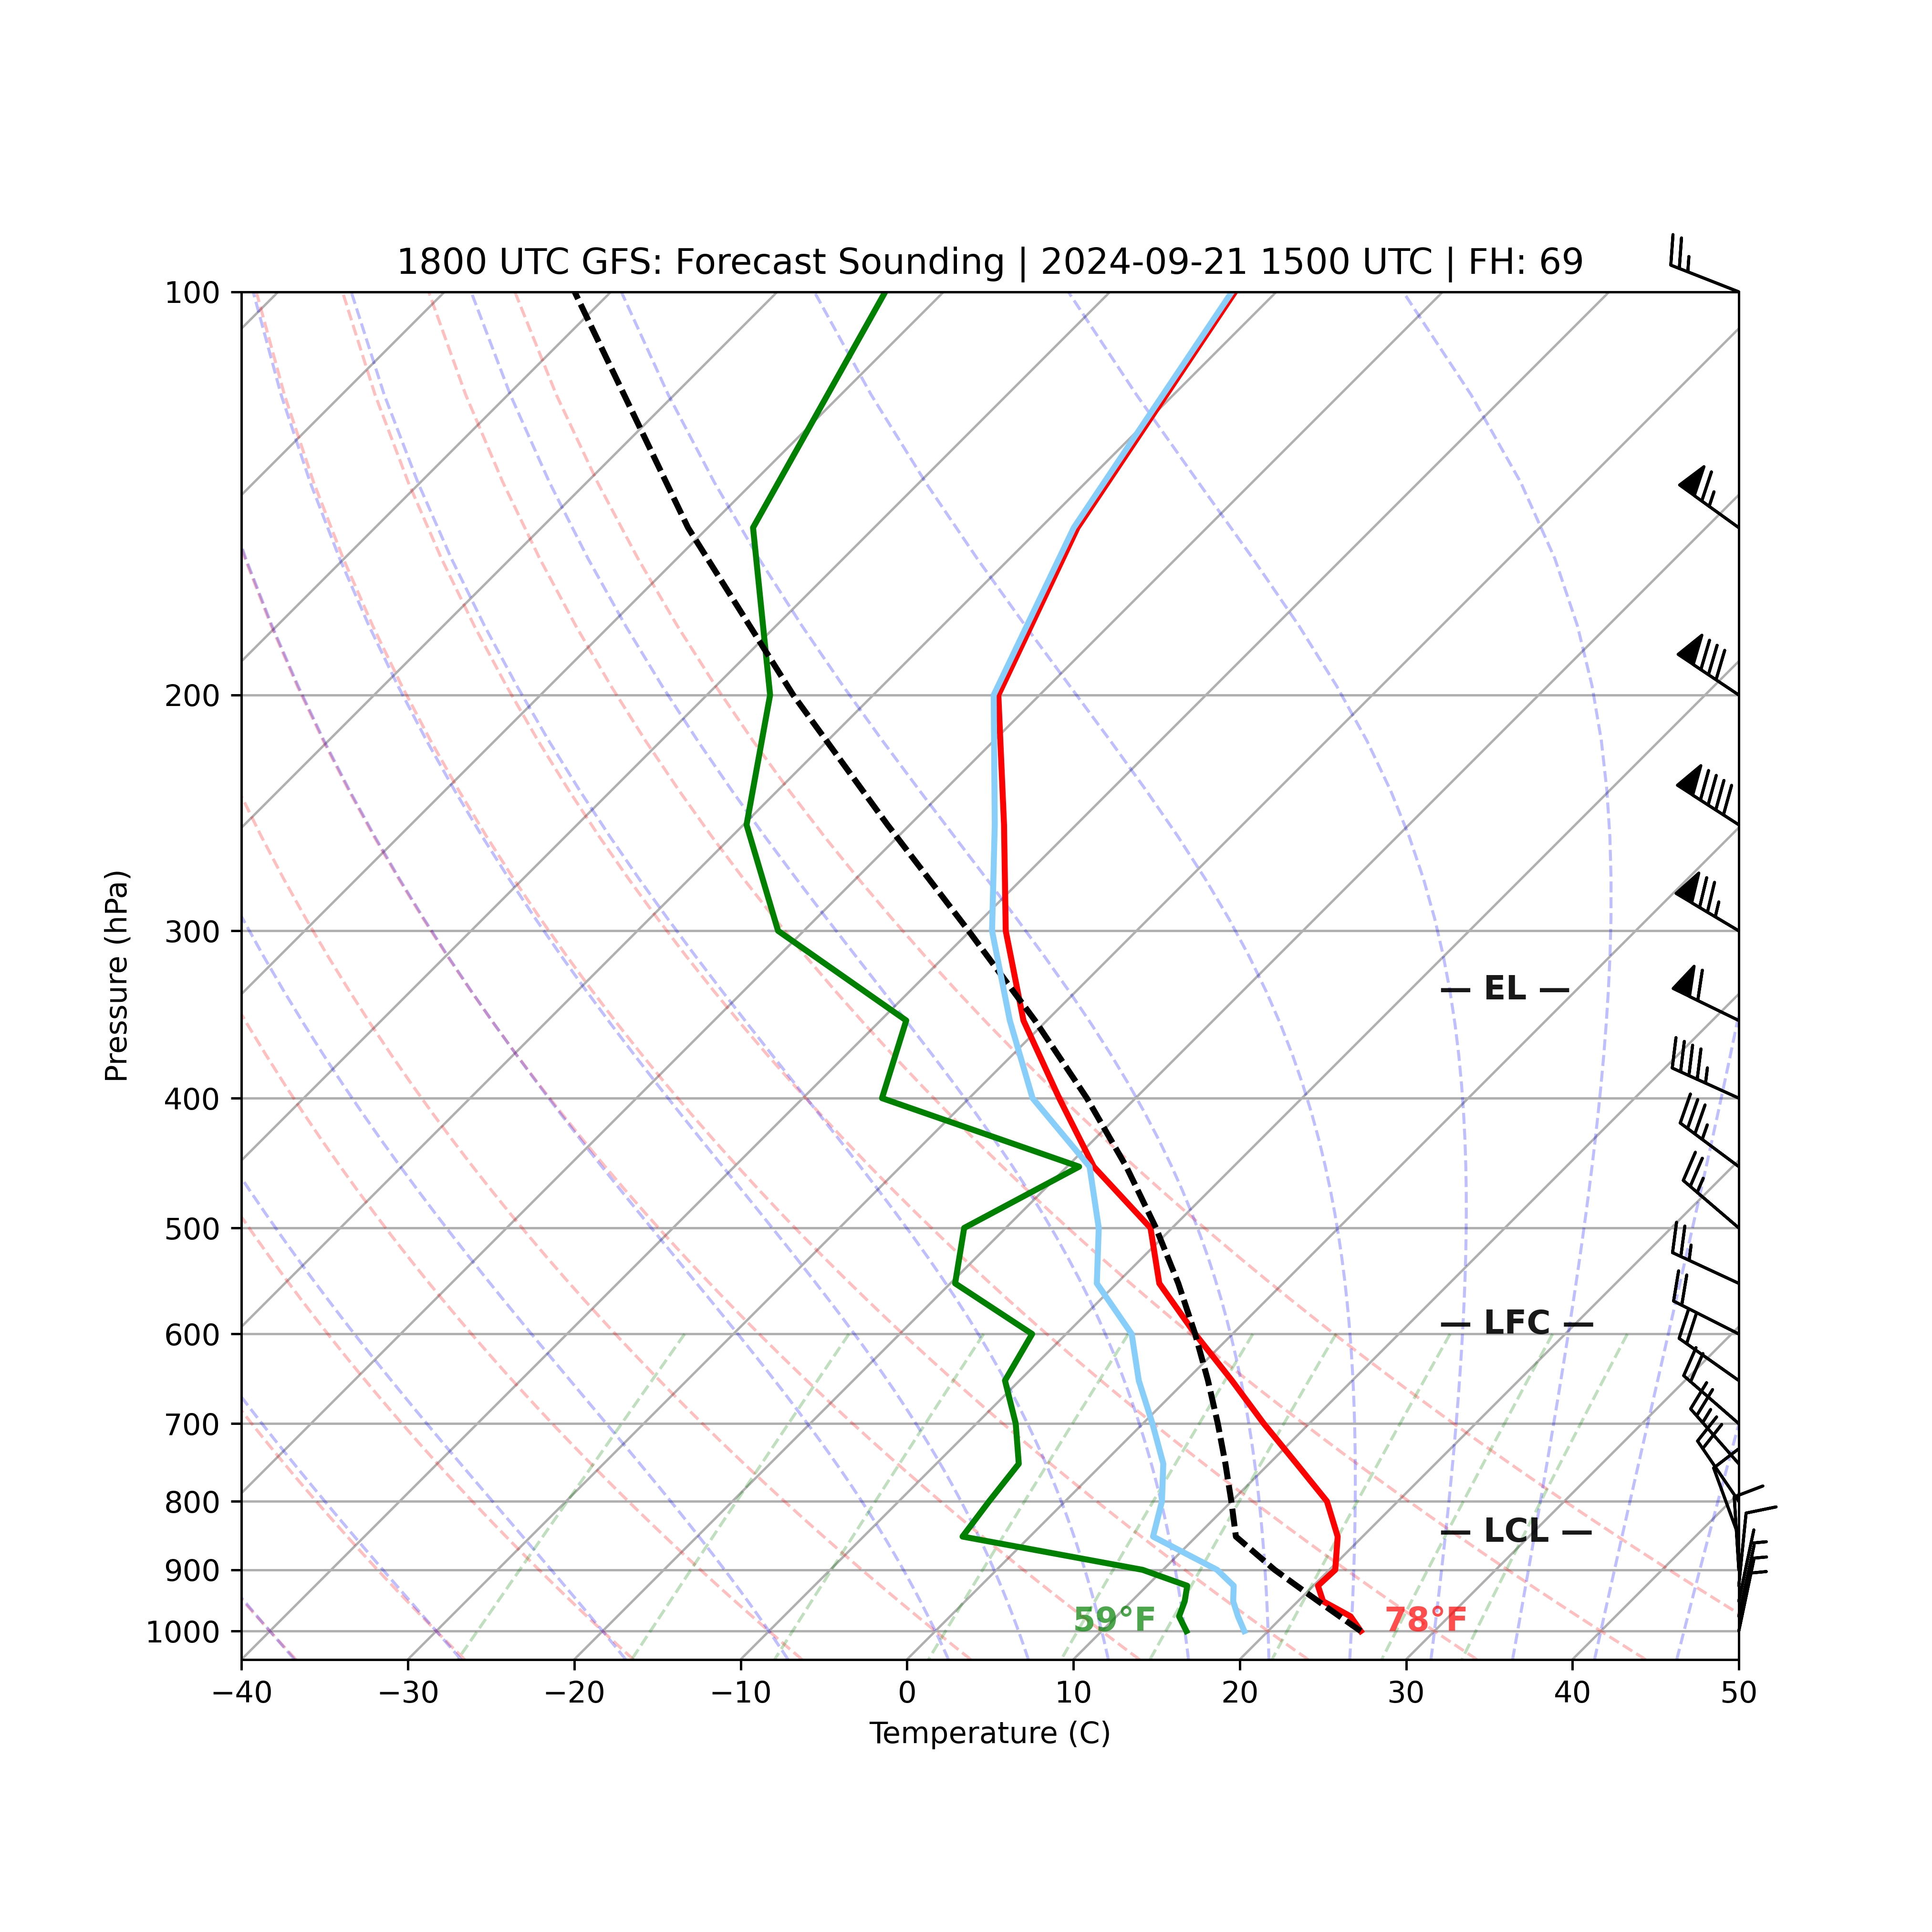 1800 UTC GFS: Forecast Sounding | 2024-09-21 1500 UTC | FH: 69
100
200
300
— EL —
Pressure (hPa)
400
500
600
— LFC —
700
800
— LCL —
900
59°F
78°F
1000
−40
−30
−20
−10
0
10
20
30
40
50
Temperature (C)